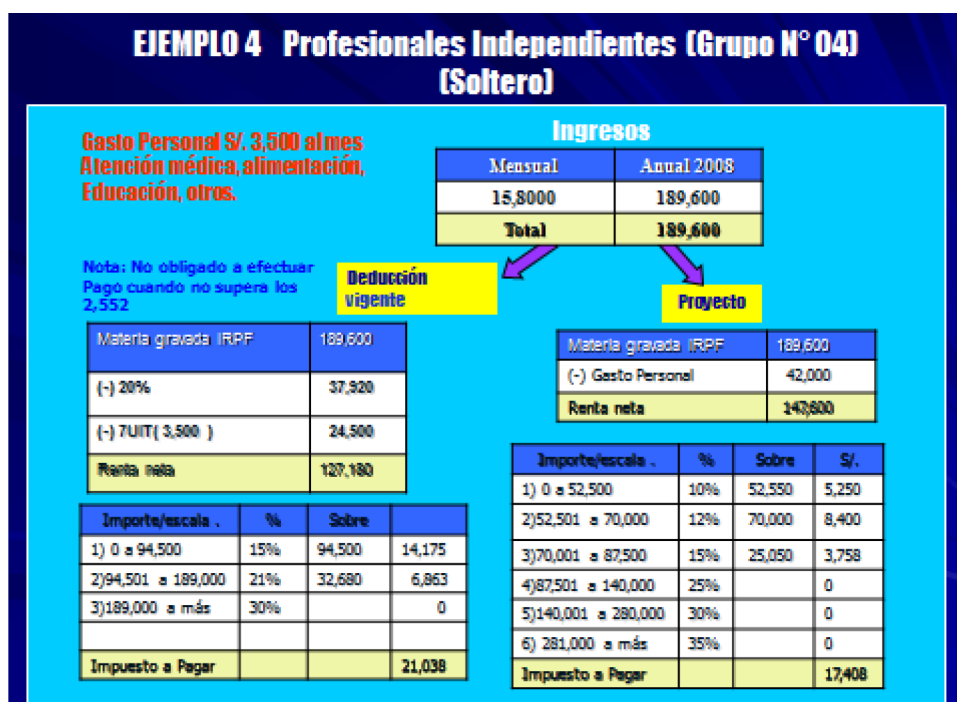 EJEMPLO 4 Profesionales Independientes (Grupo N° 04)
(Soltero)
Gasto Personal S/. 3,500 al mes
Atención médica, alimentación,
Educación, otros.
Ingresos
Mensual Anual 2008
15,8000 189,600
Total 189,600
Nota: No obligado a efectuar
Pago cuando no supera los
2,552
Deducción
vigente
Proyecto
Materia gravada IRPF 189,600
(-) 20% 37,920
(-) 7UIT( 3,500 ) 24,500
Renta neta 127,180
Materia gravada IRPF 189,600
(-) Gasto Personal 42,000
Renta neta 147,600
Importe/escala . % Sobre
1) 0 a 94,500 15% 94,500 14,175
2)94,501 a 189,000 21% 32,680 6,863
3)189,000 a más 30% 0
Impuesto a Pagar 21,038
Importe/escala . % Sobre S/.
1) 0 a 52,500 10% 52,550 5,250
2)52,501 a 70,000 12% 70,000 8,400
3)70,001 a 87,500 15% 25,050 3,758
4)87,501 a 140,000 25% 0
5)140,001 a 280,000 30% 0
6) 281,000 a más 35% 0
Impuesto a Pagar 17,408